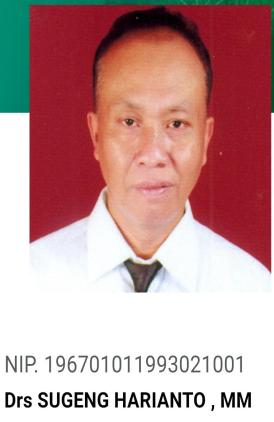 NIP. 196701011993021001
Drs SUGENG HARIANTO , MM